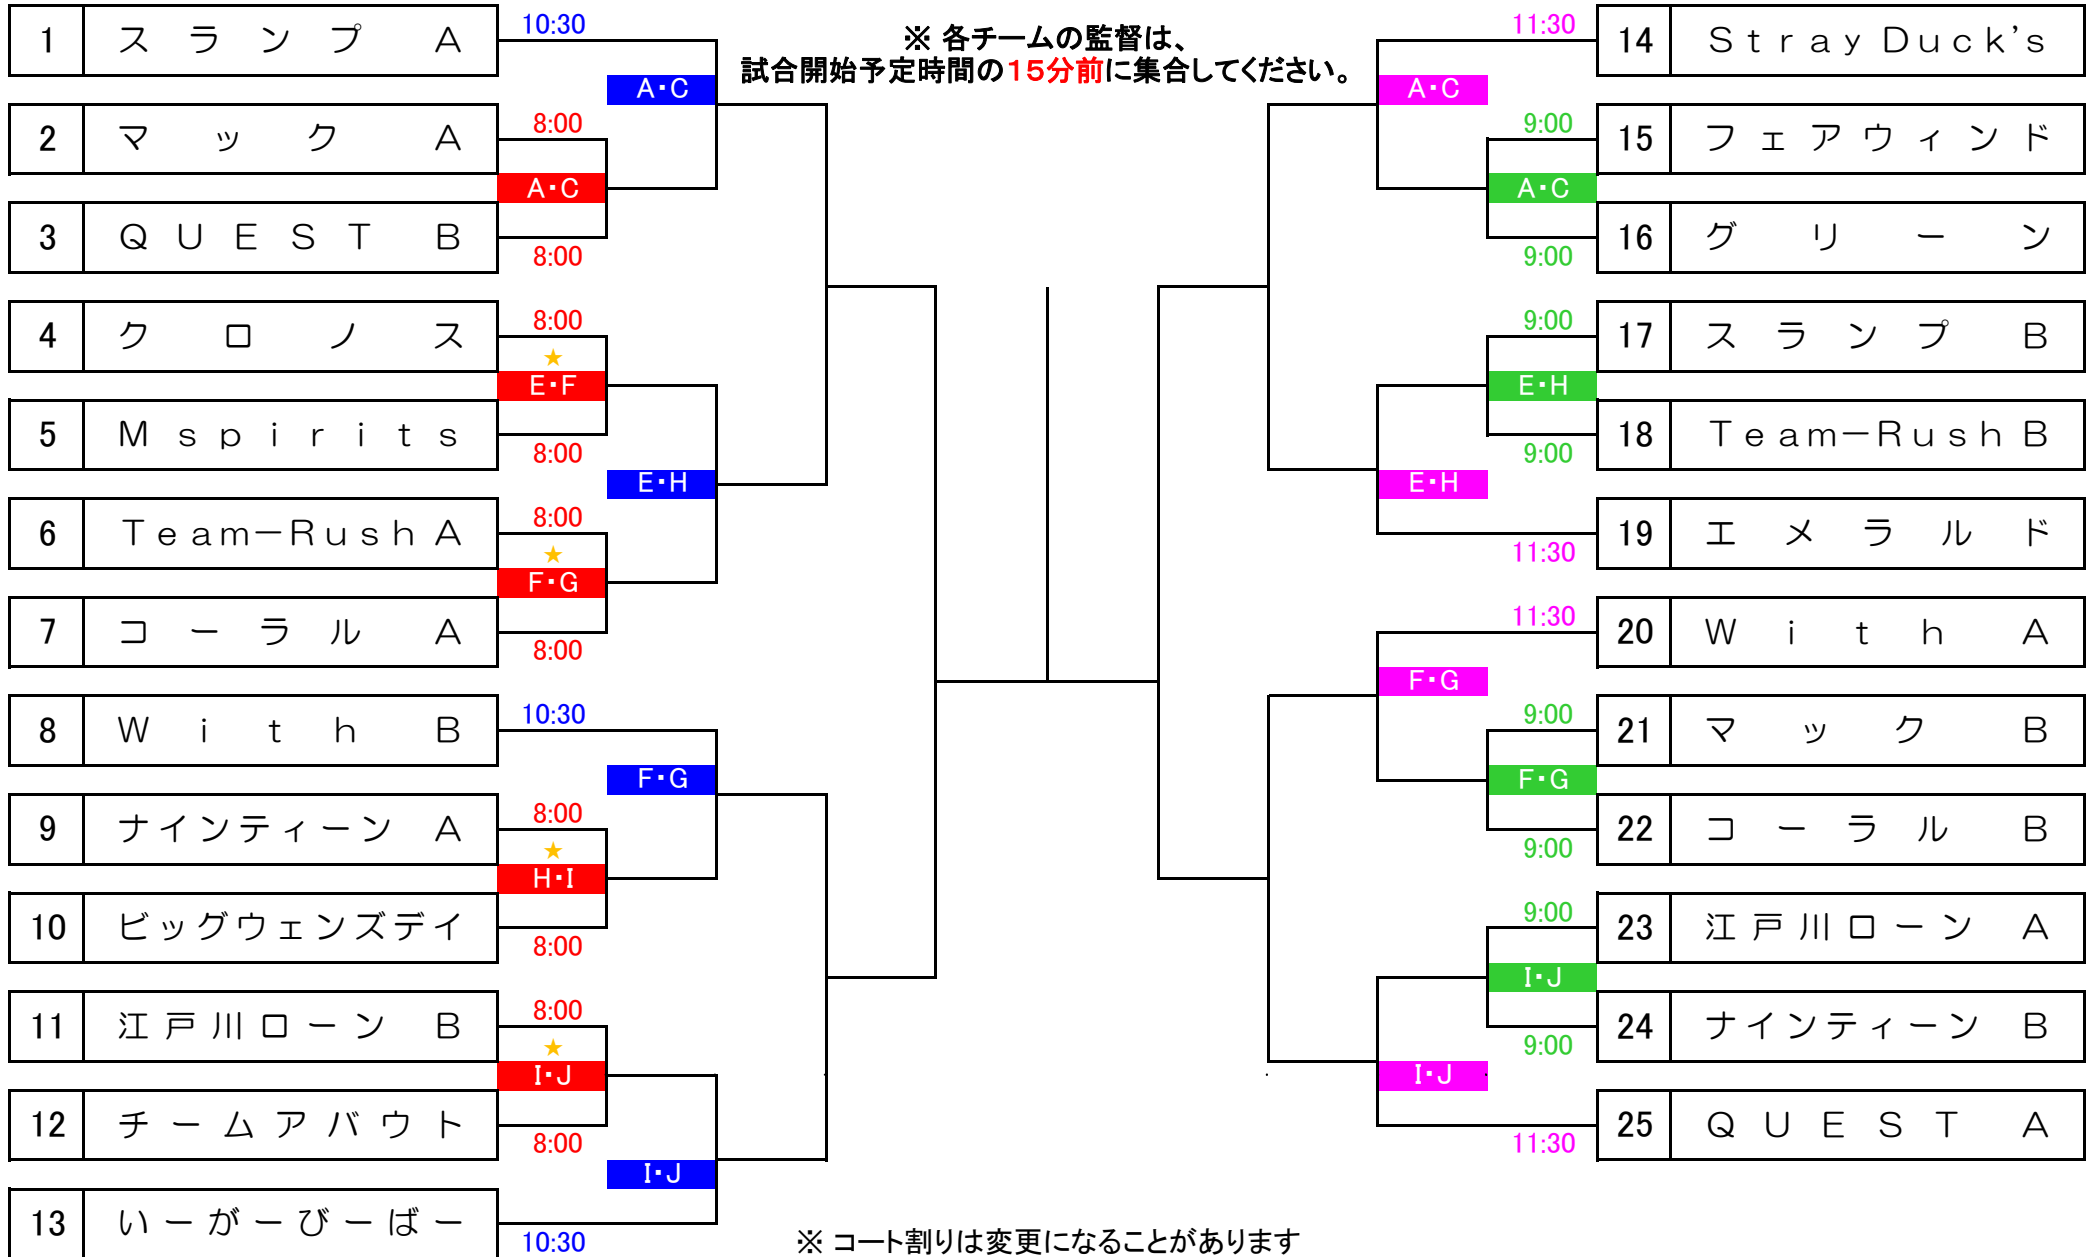 ※ 各チームの監督は、
試合開始予定時間の15分前に集合してください。
1 スランプ A 10:30
A・C
2 マック A 8:00
A・C
3 QUEST B 8:00
4 クロノス 8:00
★
E・F
5 Mspirits 8:00
E・H
6 Team－Rush A 8:00
★
F・G
7 コーラル A 8:00
8 With B 10:30
F・G
9 ナインティーン A 8:00
★
H・I
10 ビッグウェンズデイ 8:00
11 江戸川ローン B 8:00
★
I・J
12 チームアバウト 8:00
I・J
13 いーがーびーばー 10:30
11:30 14 Stray Duck's
A・C
9:00 15 フェアウィンド
A・C
9:00 16 グリーン
9:00 17 スランプ B
E・H
9:00 18 Team－Rush B
E・H
11:30 19 エメラルド
11:30 20 With A
F・G
9:00 21 マック B
F・G
9:00 22 コーラル B
9:00 23 江戸川ローン A
I・J
9:00 24 ナインティーン B
I・J
11:30 25 QUEST A
※ コート割りは変更になることがあります